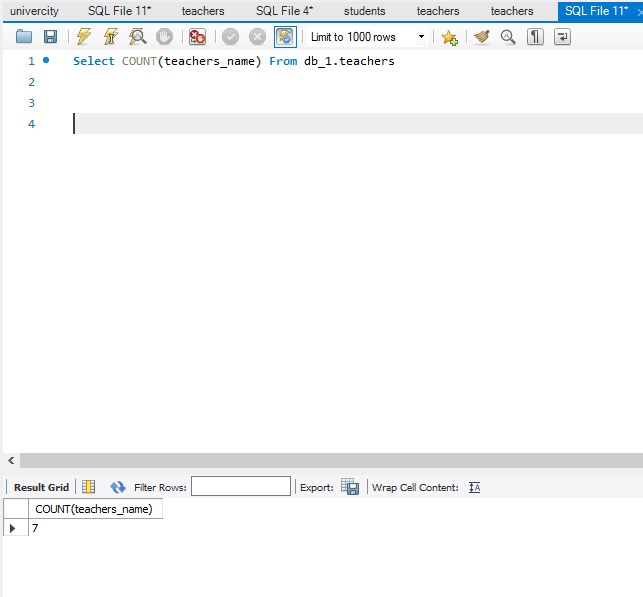 univercity SQL File 11* teachers SQL File 4* students teachers teachers SQL File 11*
Limit to 1000 rows
1 Select COUNT(teachers_name) From db_1.teachers
2
3
4
Result Grid Filter Rows: Export: Wrap Cell Content:
COUNT(teachers_name)
7